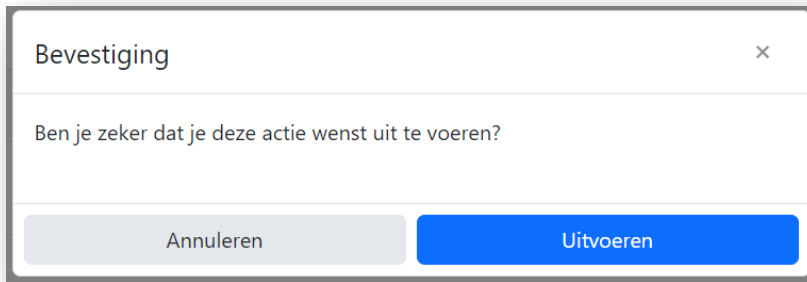 Bevestiging
×
Ben je zeker dat je deze actie wenst uit te voeren?
Annuleren
Uitvoeren